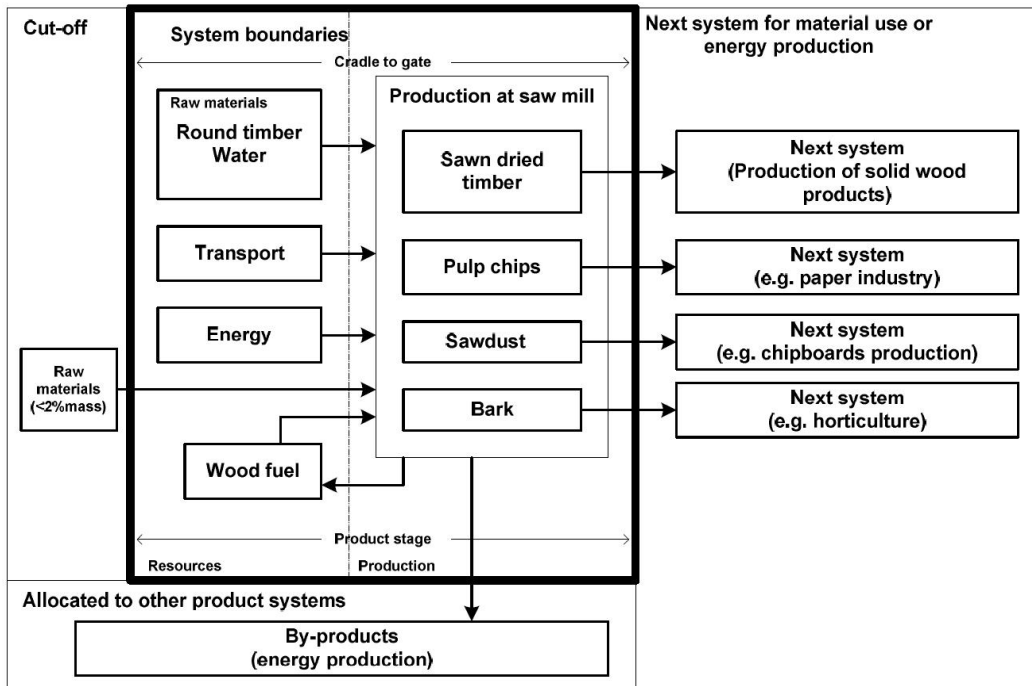 Cut-off
System boundaries
Cradle to gate
Next system for material use or
energy production
Raw materials
Round timber
Water
Transport
Energy
Raw
materials
(<2%mass)
Wood fuel
Production at saw mill
Sawn dried
timber
Pulp chips
Sawdust
Bark
Next system
(Production of solid wood
products)
Next system
(e.g. paper industry)
Next system
(e.g. chipboards production)
Next system
(e.g. horticulture)
Product stage
Resources
Production
Allocated to other product systems
By-products
(energy production)